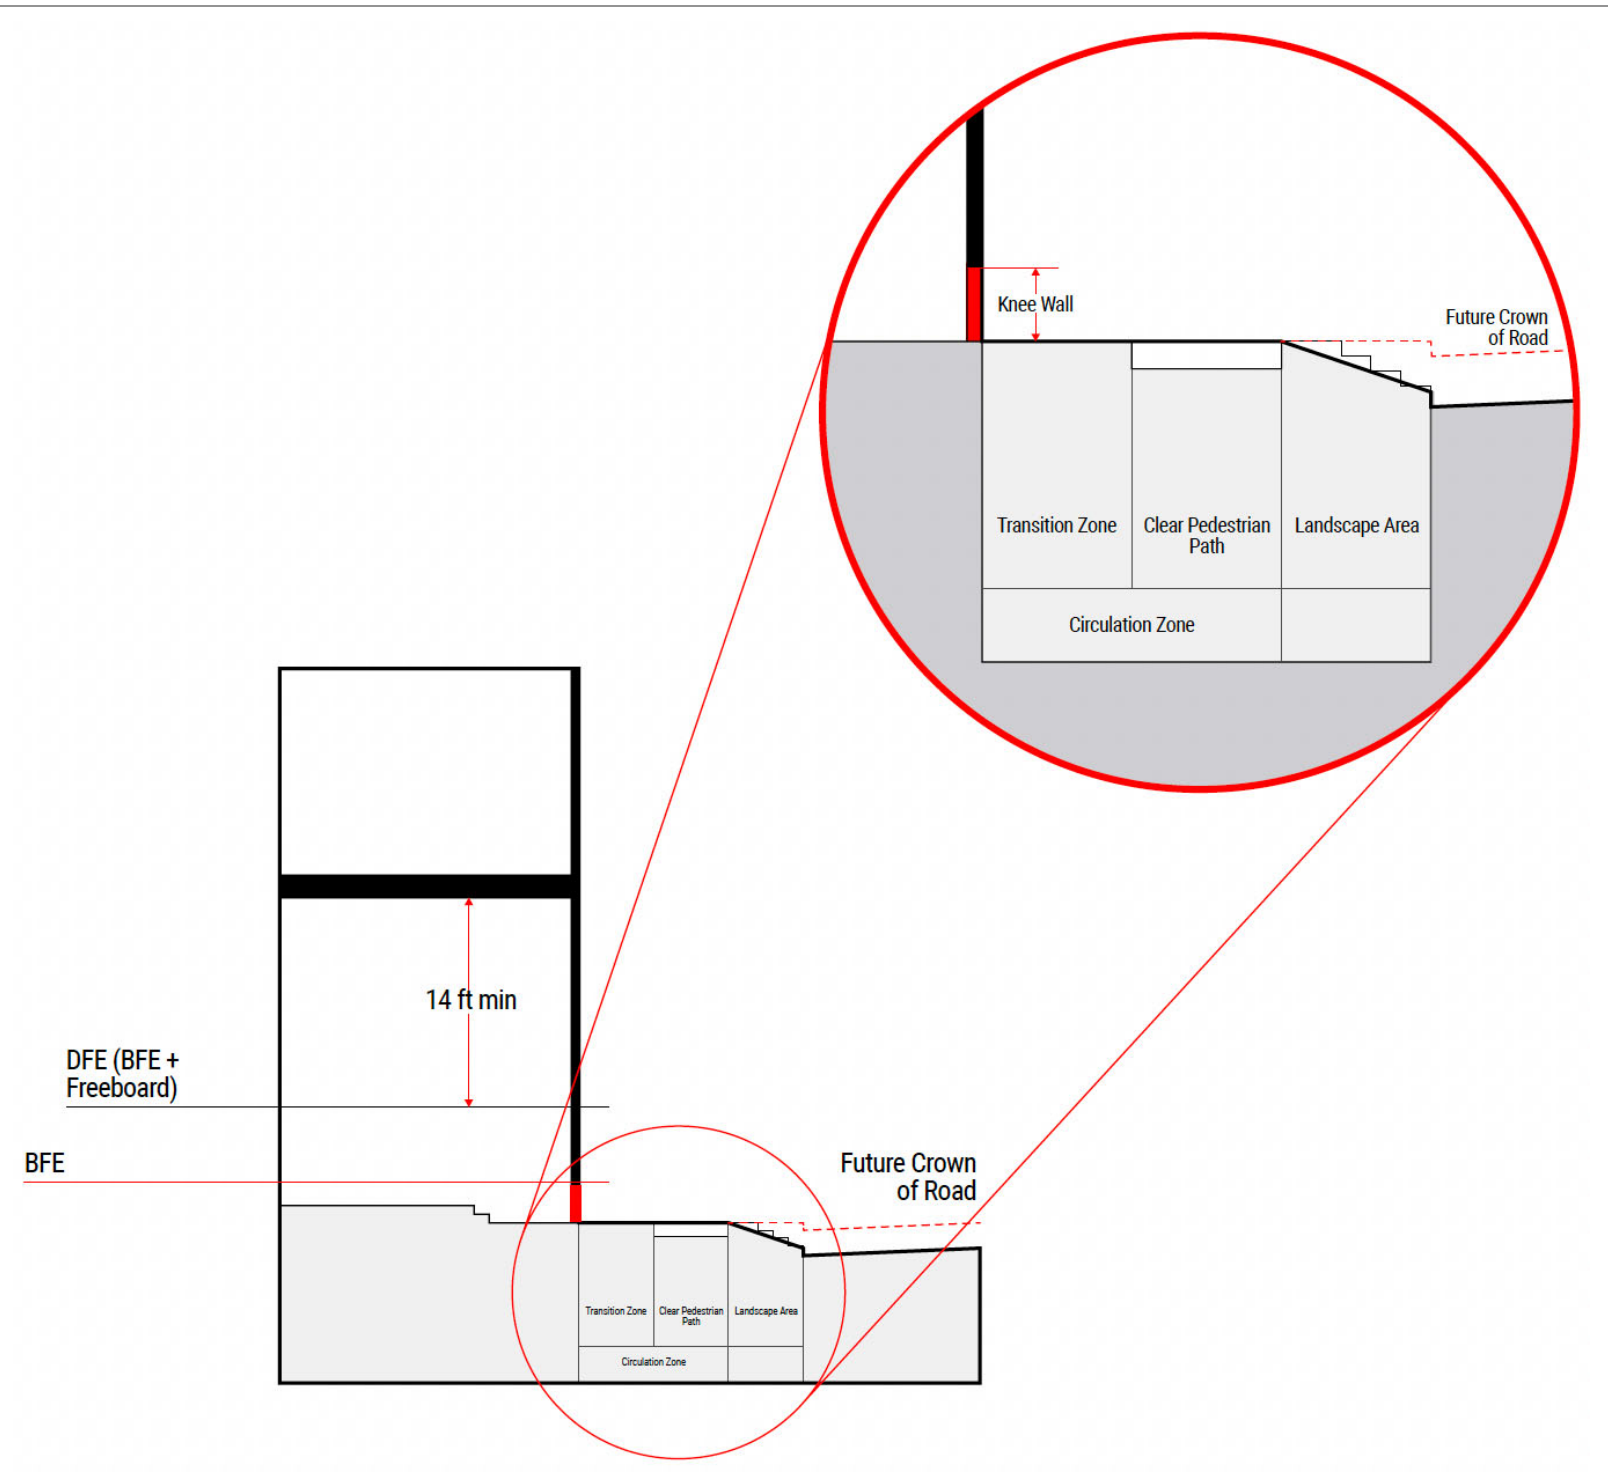 Knee Wall
Future Crown
of Road
Transition Zone
Clear Pedestrian
Path
Landscape Area
Circulation Zone
14 ft min
DFE (BFE +
Freeboard)
BFE
Future Crown
of Road
Transition Zone
Clear Pedestrian
Path
Landscape Area
Circulation Zone